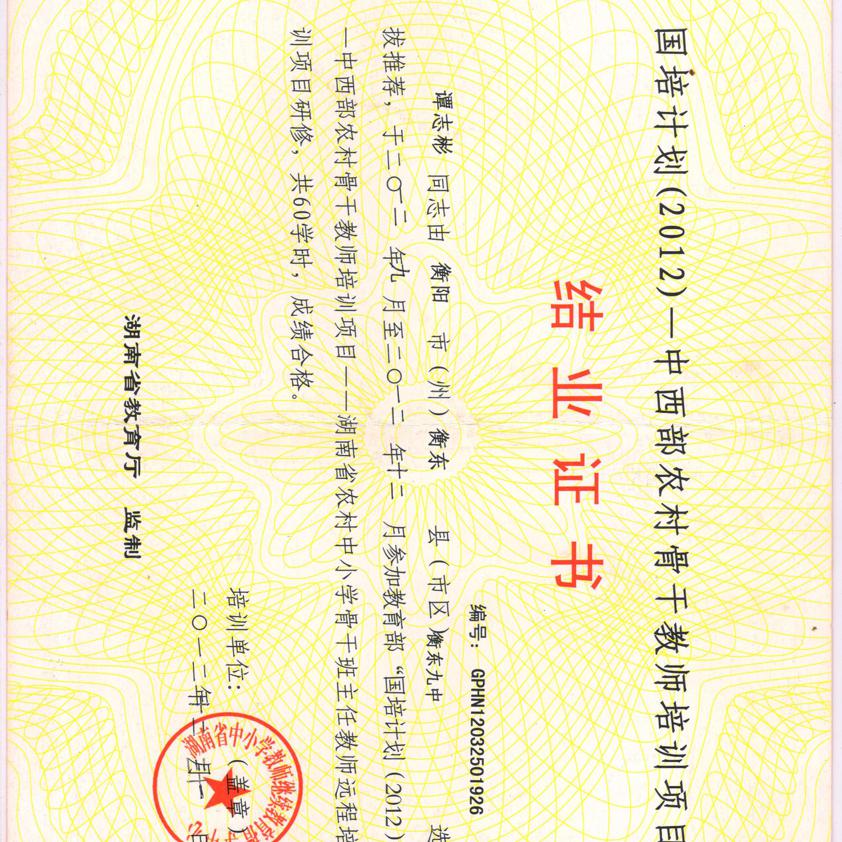 国培计划(2012)—中西部农村骨干教师培训项目
结业证书
编号：GPHN12032501926
谭志彬 同志由 衡阳 市(州)衡东 县(市区)衡东九中 选
拔推荐，于二〇一二 年九 月至二〇一二 年十二 月参加教育部“国培计划(2012)
—中西部农村骨干教师培训项目——湖南省农村中小学骨干班主任教师远程培
训项目研修，共60学时，成绩合格。
培训单位： (盖章)
二〇一二年十二月 日
湖南省中小学教师继续教育
湖南省教育厅 监制